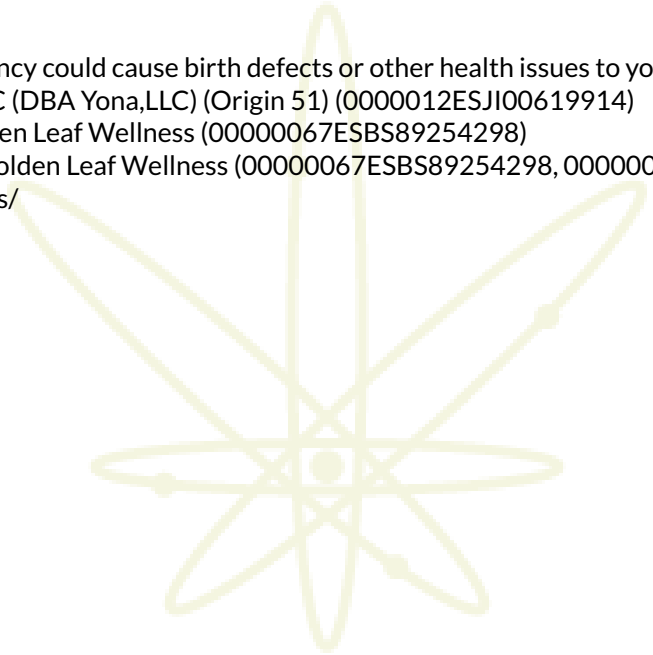 ncy could cause birth defects or other health issues to yo
C (DBA Yona,LLC) (Origin 51) (0000012ESJI00619914)
en Leaf Wellness (00000067ESBS89254298)
olden Leaf Wellness (00000067ESBS89254298, 000000
s/